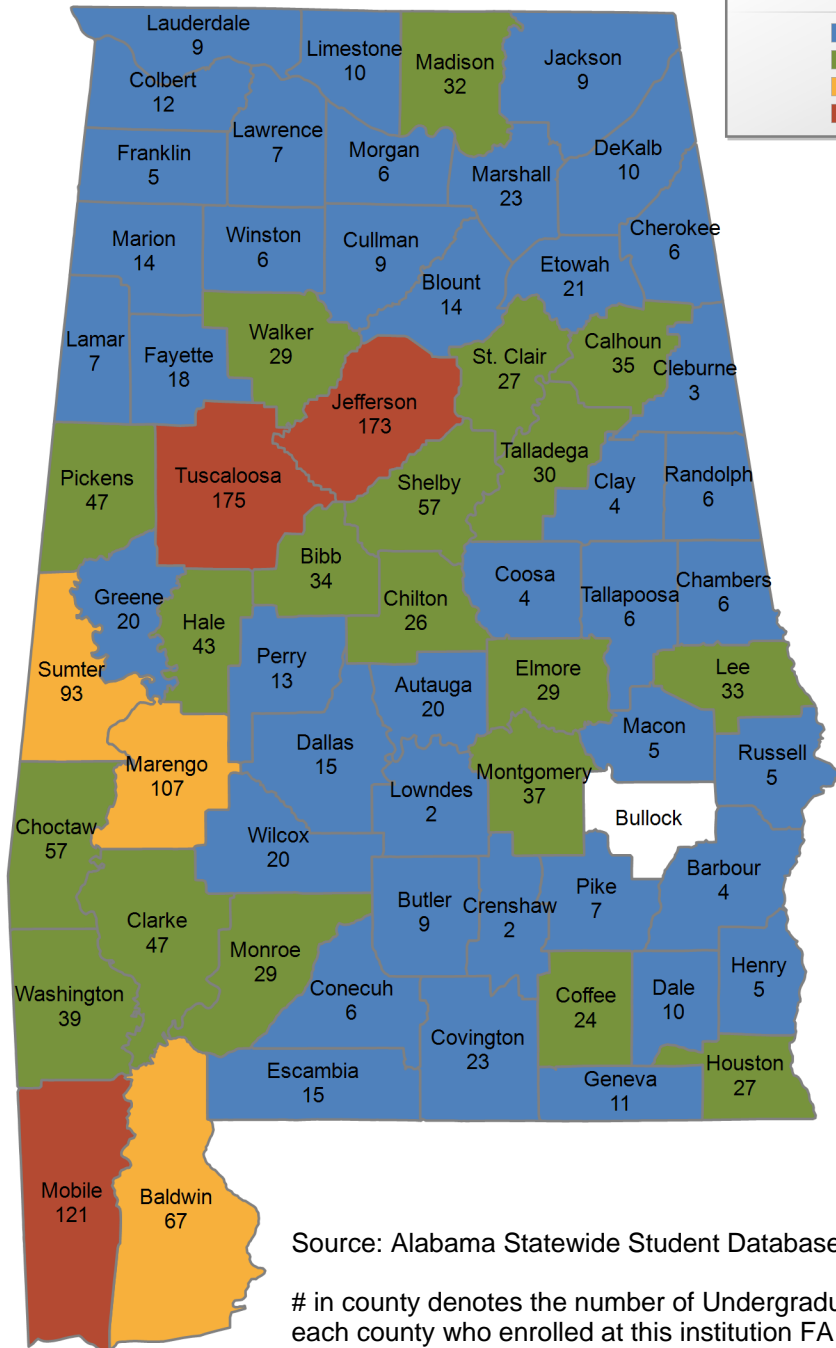 Lauderdale
9
Limestone
10
Madison
32
Jackson
9
Colbert
12
Lawrence
7
Franklin
5
Morgan
6
Marshall
23
DeKalb
10
Marion
14
Winston
6
Cullman
9
Blount
14
Etowah
21
Cherokee
6
Lamar
7
Fayette
18
Walker
29
Jefferson
173
St. Clair
27
Calhoun
35
Cleburne
3
Pickens
47
Tuscaloosa
175
Shelby
57
Talladega
30
Clay
4
Randolph
6
Bibb
34
Chilton
26
Coosa
4
Tallapoosa
6
Chambers
6
Greene
20
Hale
43
Sumter
93
Perry
13
Autauga
20
Elmore
29
Lee
33
Marengo
107
Dallas
15
Lowndes
2
Montgomery
37
Macon
5
Russell
5
Bullock
Choctaw
57
Wilcox
20
Butler
9
Crenshaw
2
Pike
7
Barbour
4
Clarke
47
Monroe
29
Washington
39
Conecuh
6
Covington
23
Coffee
24
Dale
10
Henry
5
Escambia
15
Geneva
11
Houston
27
Mobile
121
Baldwin
67
Source: Alabama Statewide Student Database
# in county denotes the number of Undergradu
each county who enrolled at this institution FA